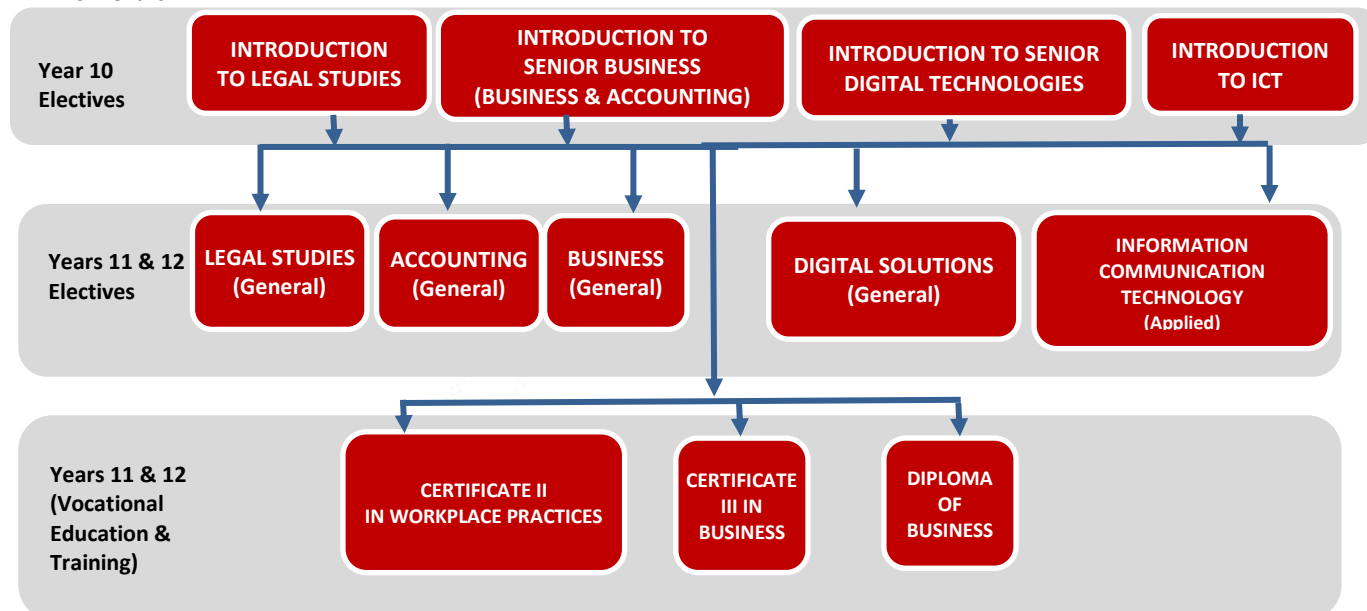 Year 10
Electives
INTRODUCTION
TO LEGAL STUDIES
INTRODUCTION TO
SENIOR BUSINESS
(BUSINESS & ACCOUNTING)
INTRODUCTION TO SENIOR
DIGITAL TECHNOLOGIES
INTRODUCTION
TO ICT
Years 11 & 12
Electives
LEGAL STUDIES
(General)
ACCOUNTING
(General)
BUSINESS
(General)
DIGITAL SOLUTIONS
(General)
INFORMATION
COMMUNICATION
TECHNOLOGY
(Applied)
Years 11 & 12
(Vocational
Education &
Training)
CERTIFICATE II
IN WORKPLACE PRACTICES
CERTIFICATE
III IN
BUSINESS
DIPLOMA
OF
BUSINESS